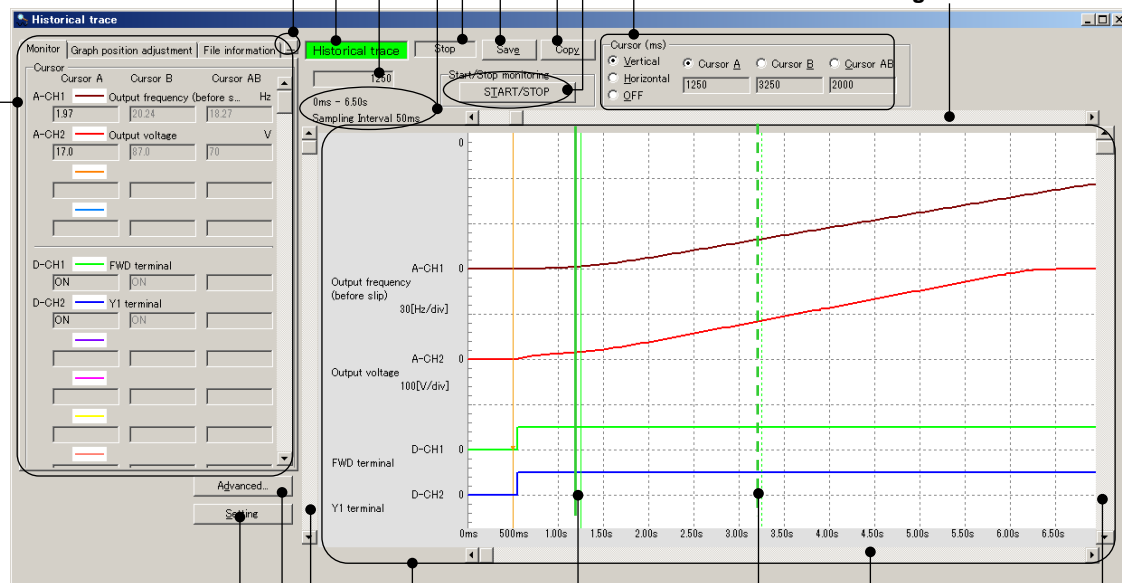 Historical trace
Monitor Graph position adjustment File information
Historical trace Stop Save Copy
1250
Start/Stop monitoring
START/STOP
0ms - 6.50s
Sampling Interval 50ms
Cursor (ms)
Vertical Cursor A Cursor B Cursor AB
Horizontal 1250 3250 2000
OFF
Cursor
Cursor A Cursor B Cursor AB
A-CH1 Output frequency (before s... Hz
1.97 20.24 18.27
A-CH2 Output voltage V
17.0 87.0 70
D-CH1 FWD terminal
ON ON
D-CH2 Y1 terminal
ON ON
Advanced...
Setting
0
A-CH1 0
Output frequency
(before slip)
30[Hz/div]
A-CH2 0
Output voltage
100[V/div]
D-CH1 0
FWD terminal
D-CH2 0
Y1 terminal
0ms 500ms 1.00s 1.50s 2.00s 2.50s 3.00s 3.50s 4.00s 4.50s 5.00s 5.50s 6.00s 6.50s